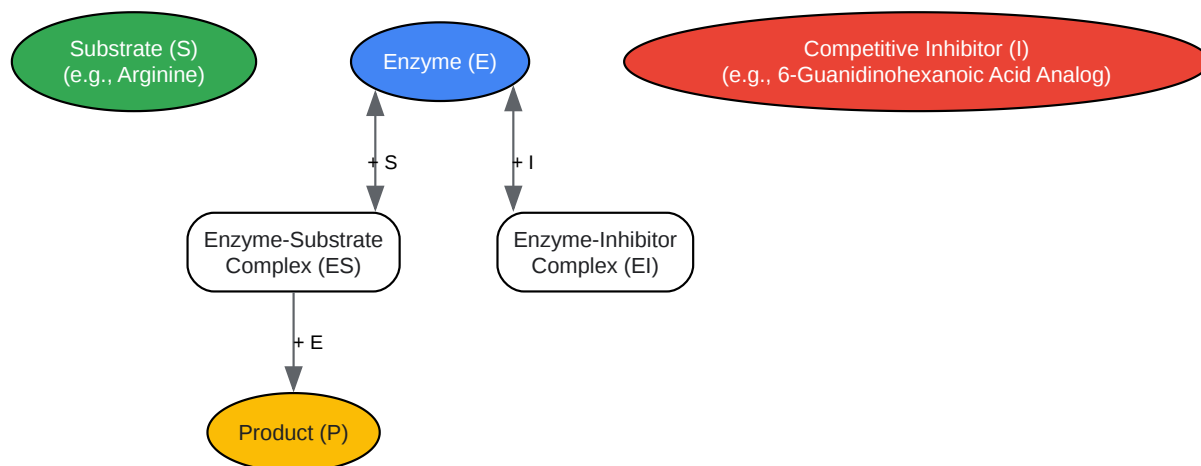 Substrate (S)
(e.g., Arginine)
Enzyme (E)
Competitive Inhibitor (I)
(e.g., 6-Guanidinohexanoic Acid Analog)
+ S
+ I
Enzyme-Substrate
Complex (ES)
Enzyme-Inhibitor
Complex (EI)
+ E
Product (P)